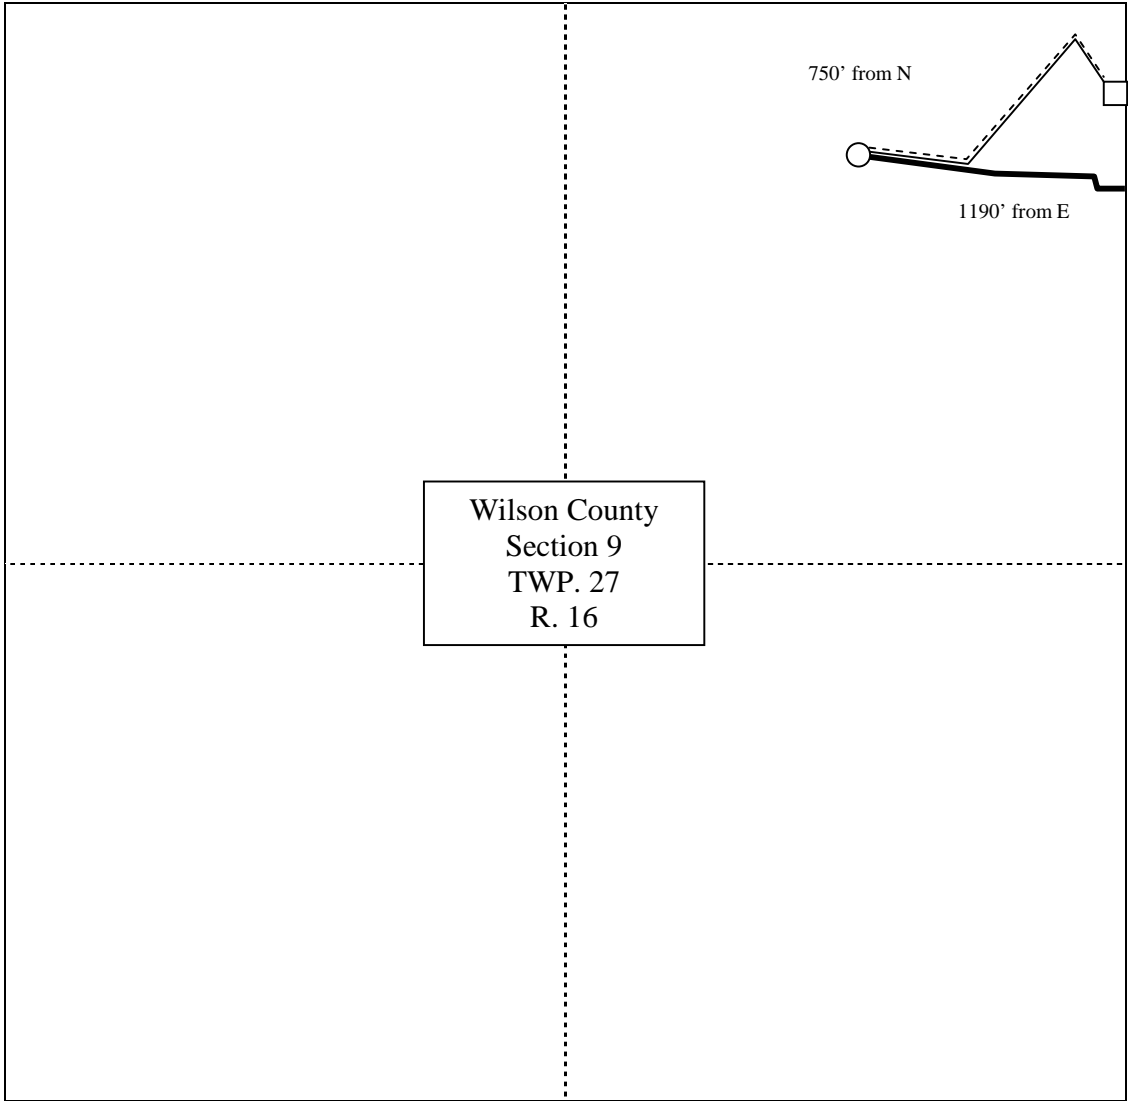 750’ from N
1190’ from E
Wilson County
Section 9
TWP. 27
R. 16